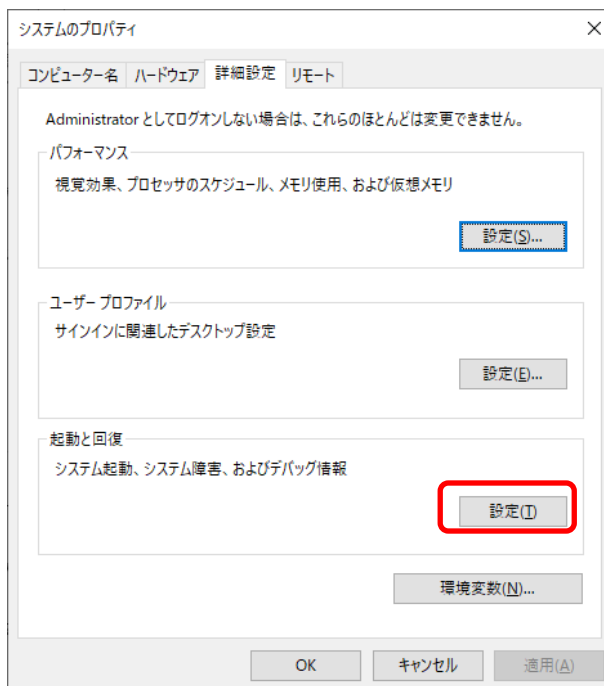 システムのプロパティ
コンピューター名 ハードウェア 詳細設定 リモート
Administrator としてログオンしない場合は、これらのほとんどは変更できません。
パフォーマンス
視覚効果、プロセッサのスケジュール、メモリ使用、および仮想メモリ
設定(S)...
ユーザー プロファイル
サインインに関連したデスクトップ設定
設定(E)...
起動と回復
システム起動、システム障害、およびデバッグ情報
設定(T)
環境変数(N)...
OK キャンセル 適用(A)